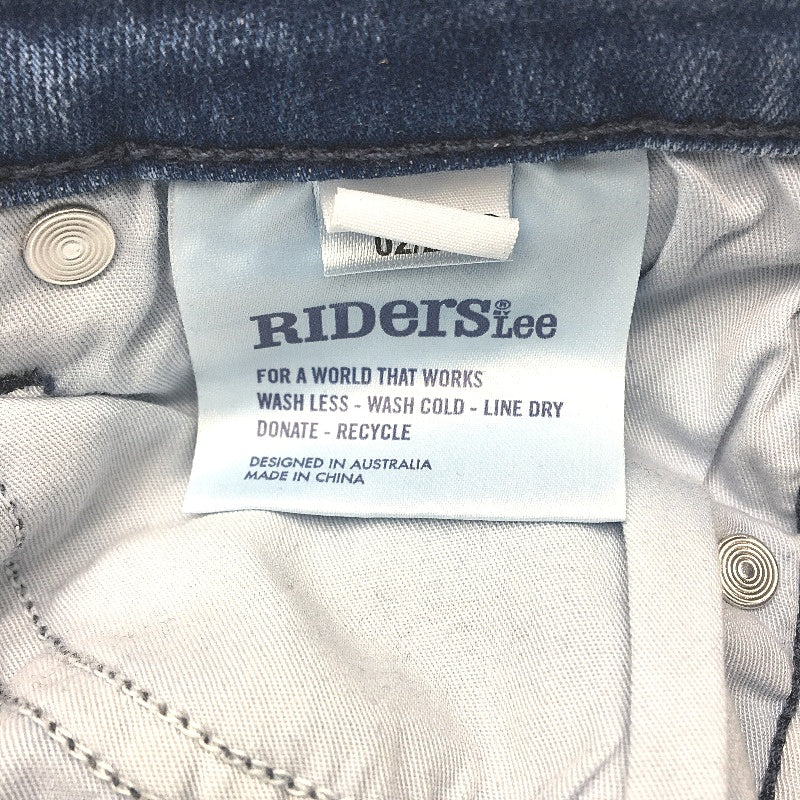 RIDERS® BY Lee
FOR A WORLD THAT WORKS
WASH LESS - WASH COLD - LINE DRY
DONATE - RECYCLE
DESIGNED IN AUSTRALIA
MADE IN CHINA